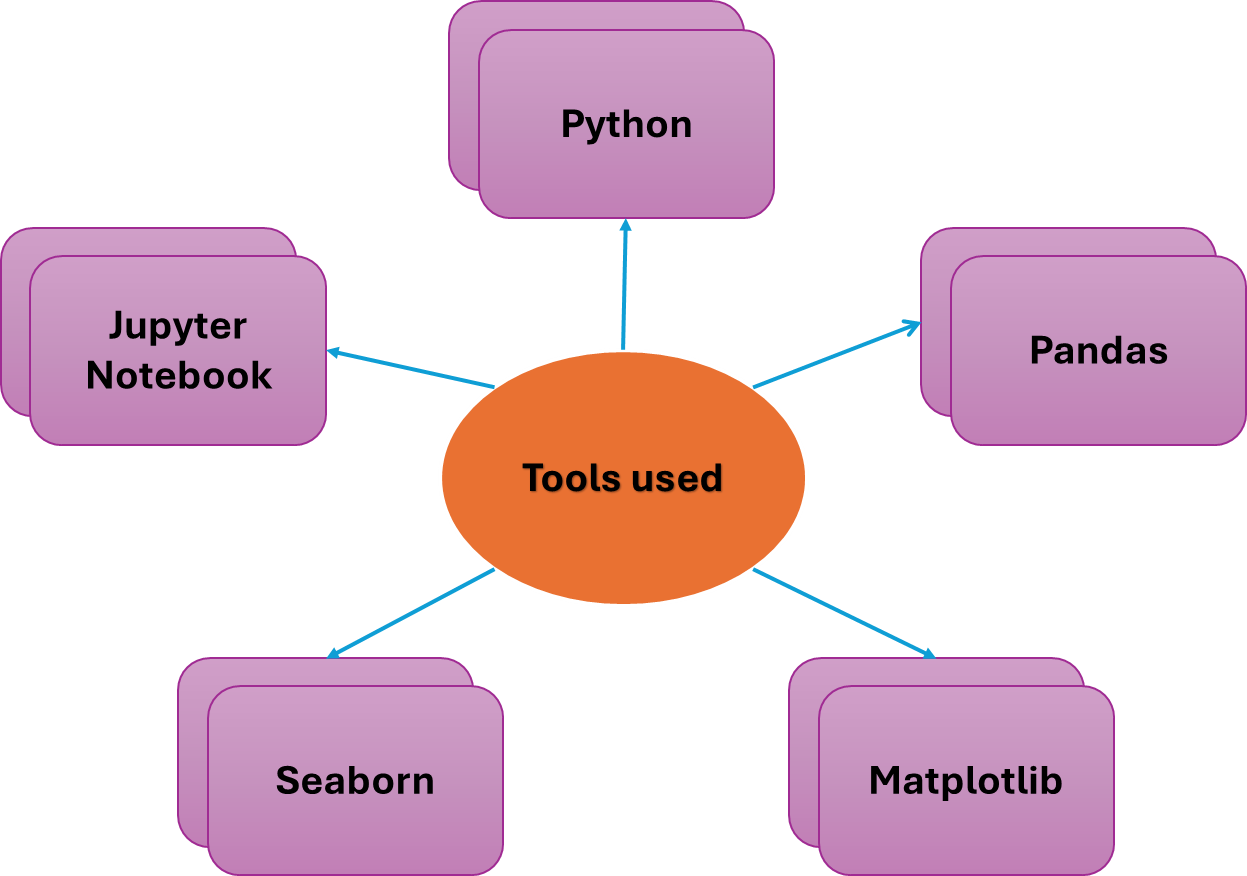 Python
Jupyter
Notebook
Pandas
Tools used
Seaborn
Matplotlib